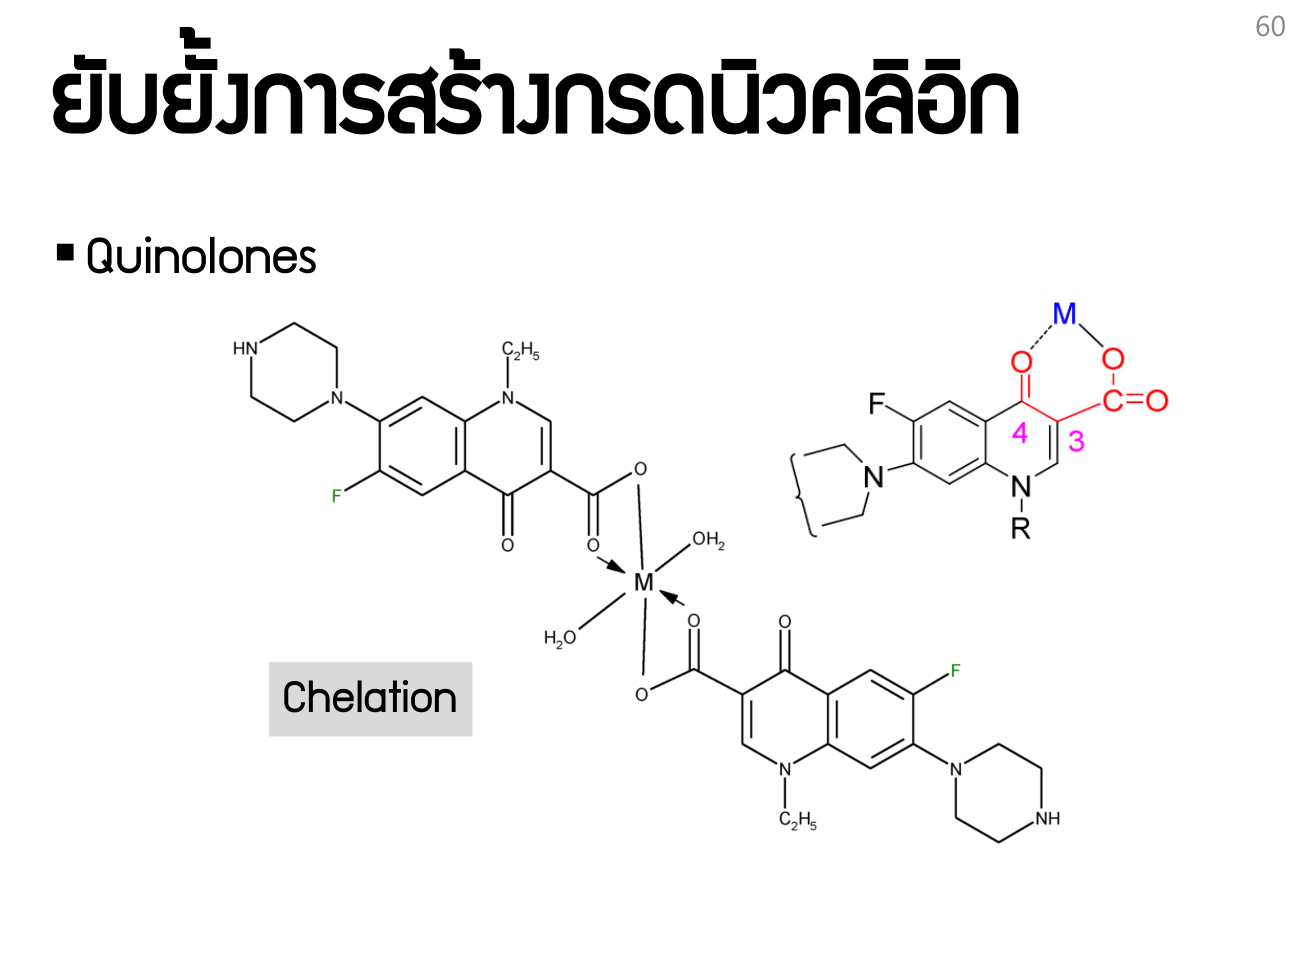 60
ยับยั้งการสร้างกรดนิวคลิอิก
▪ Quinolones
HN
N
C₂H₅
N
F
O
O
O
M
OH₂
H₂O
O
O
O
F
N
C₂H₅
N
NH
M
O
O
C=O
F
4
3
N
N
R
Chelation